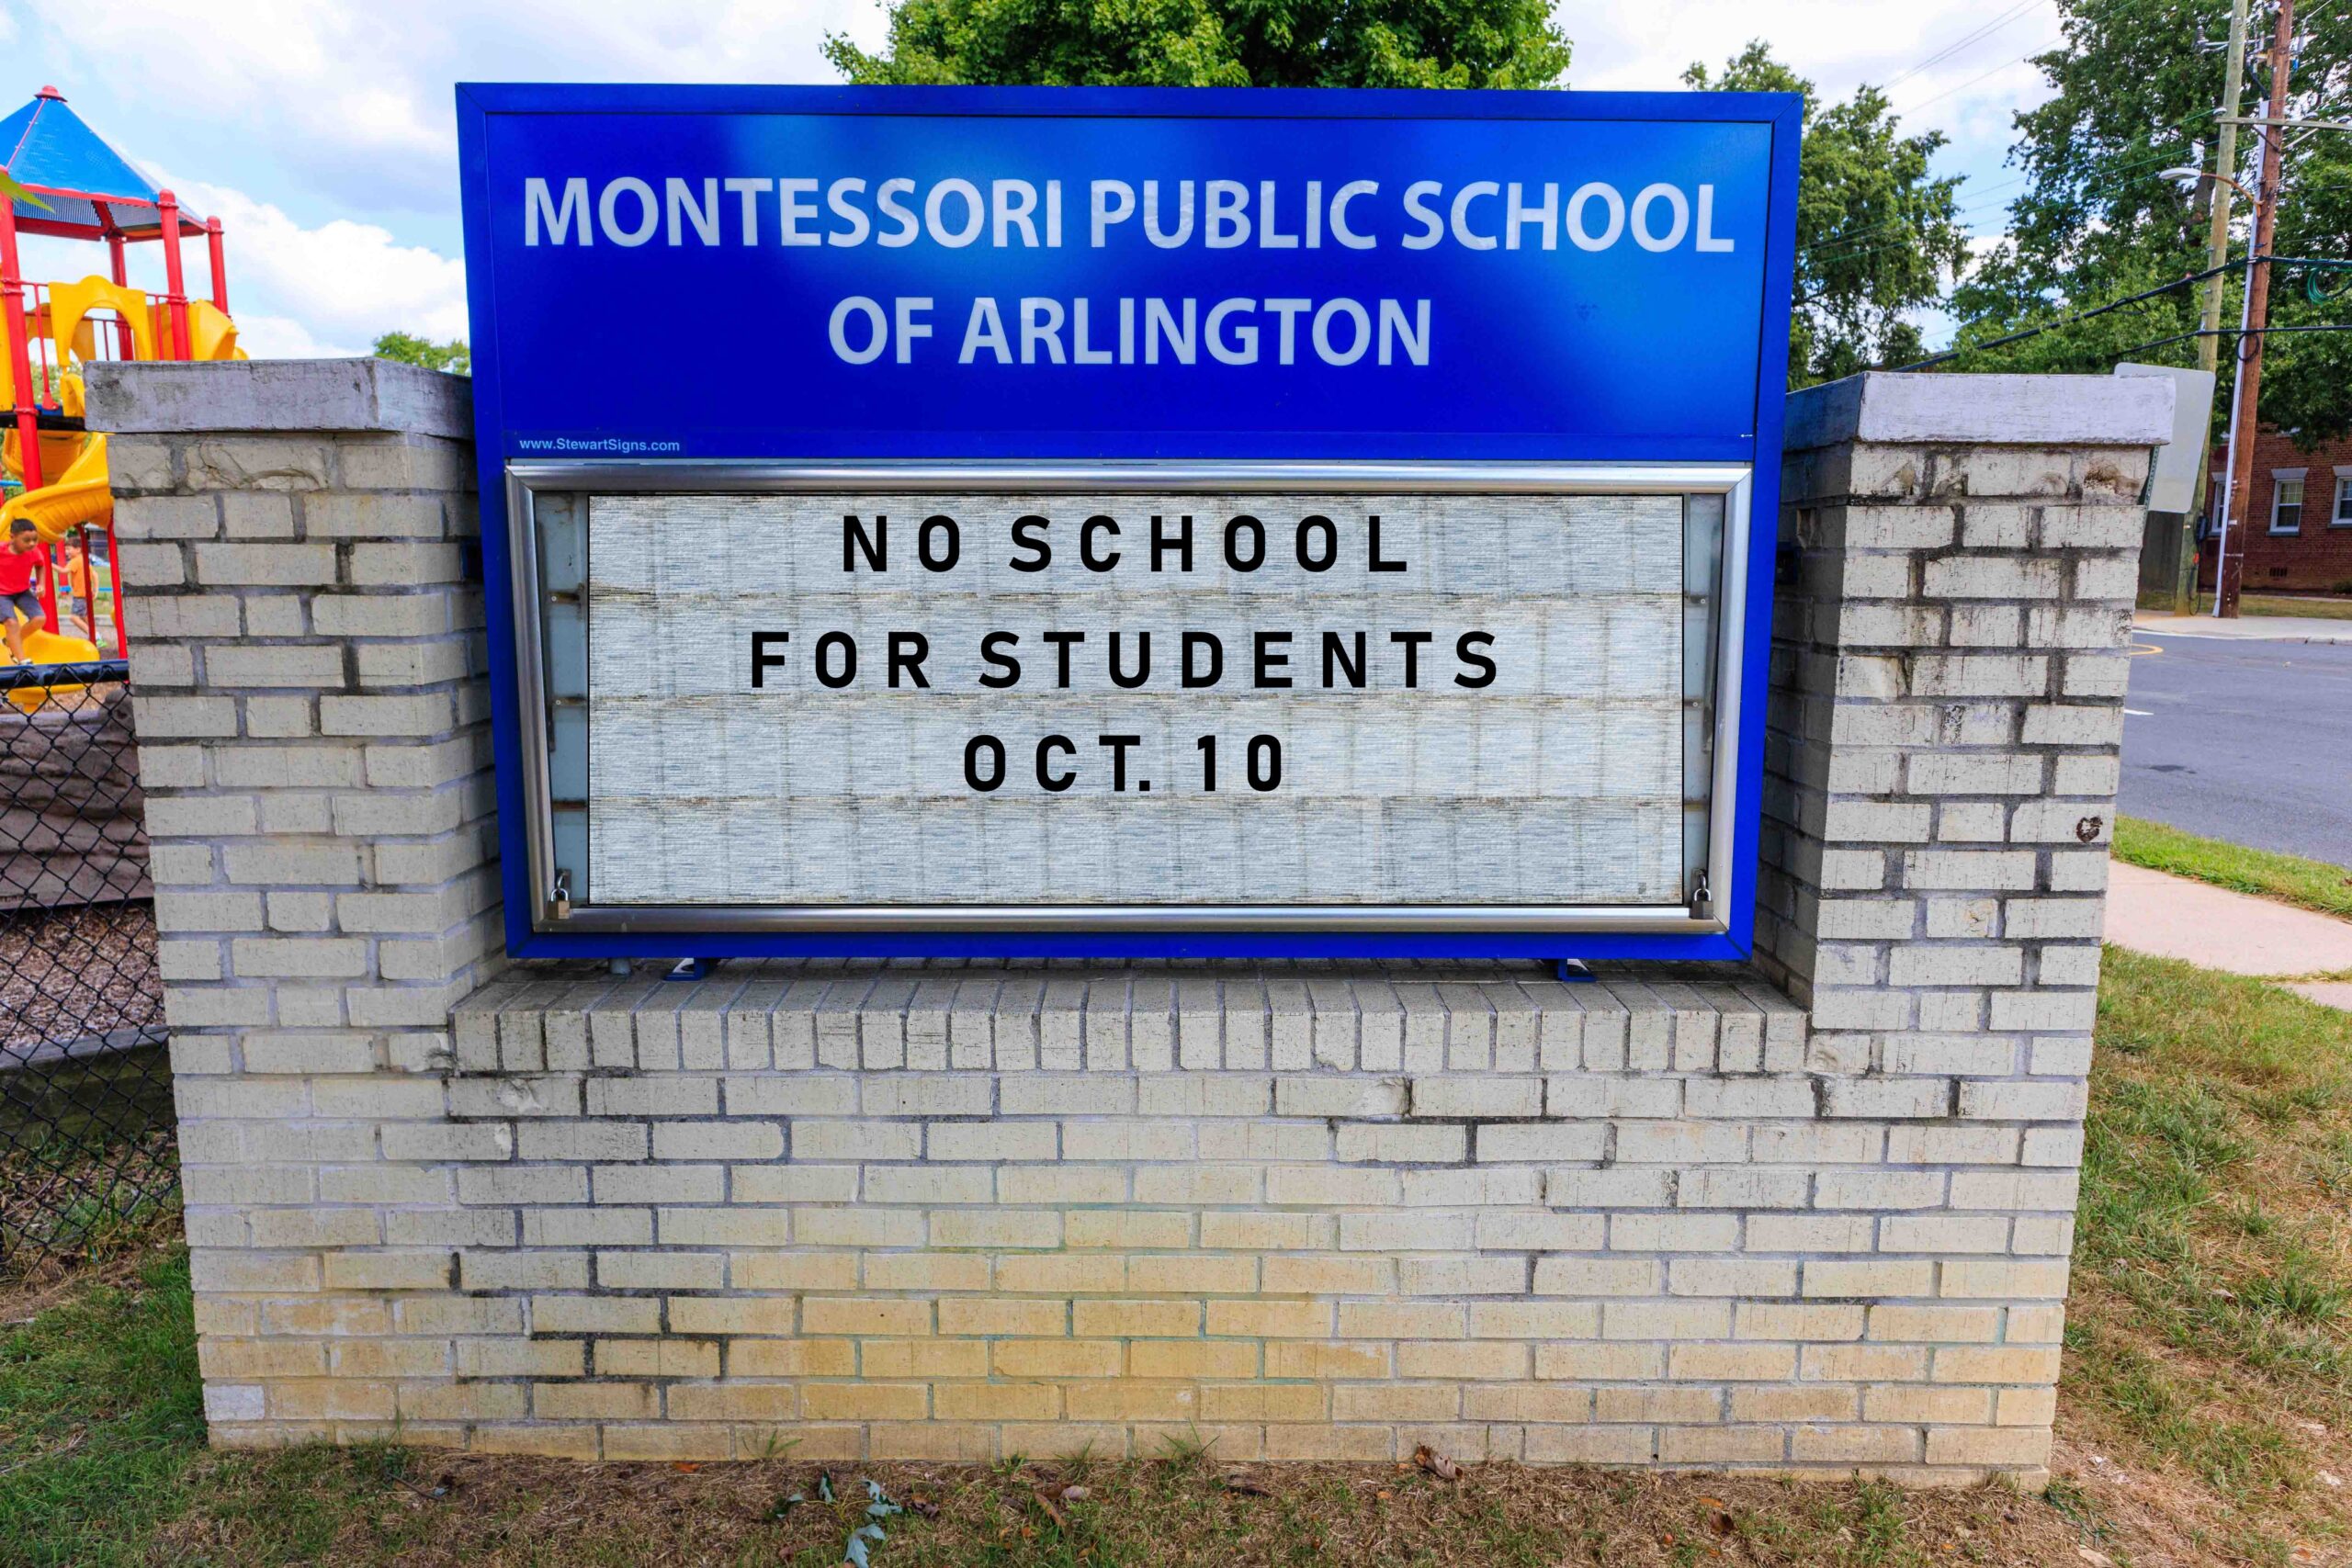 MONTESSORI PUBLIC SCHOOL
OF ARLINGTON
www.StewartSigns.com
NO SCHOOL
FOR STUDENTS
OCT. 10